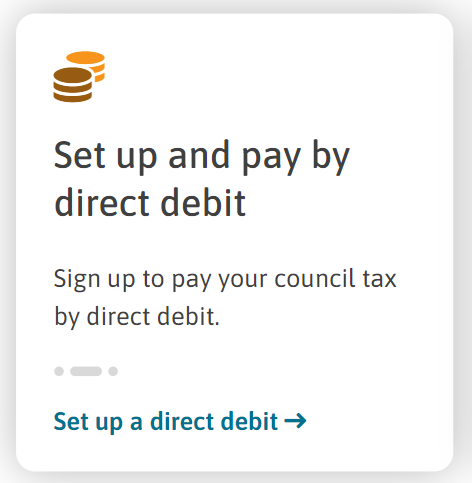 Set up and pay by
direct debit
Sign up to pay your council tax
by direct debit.
Set up a direct debit →